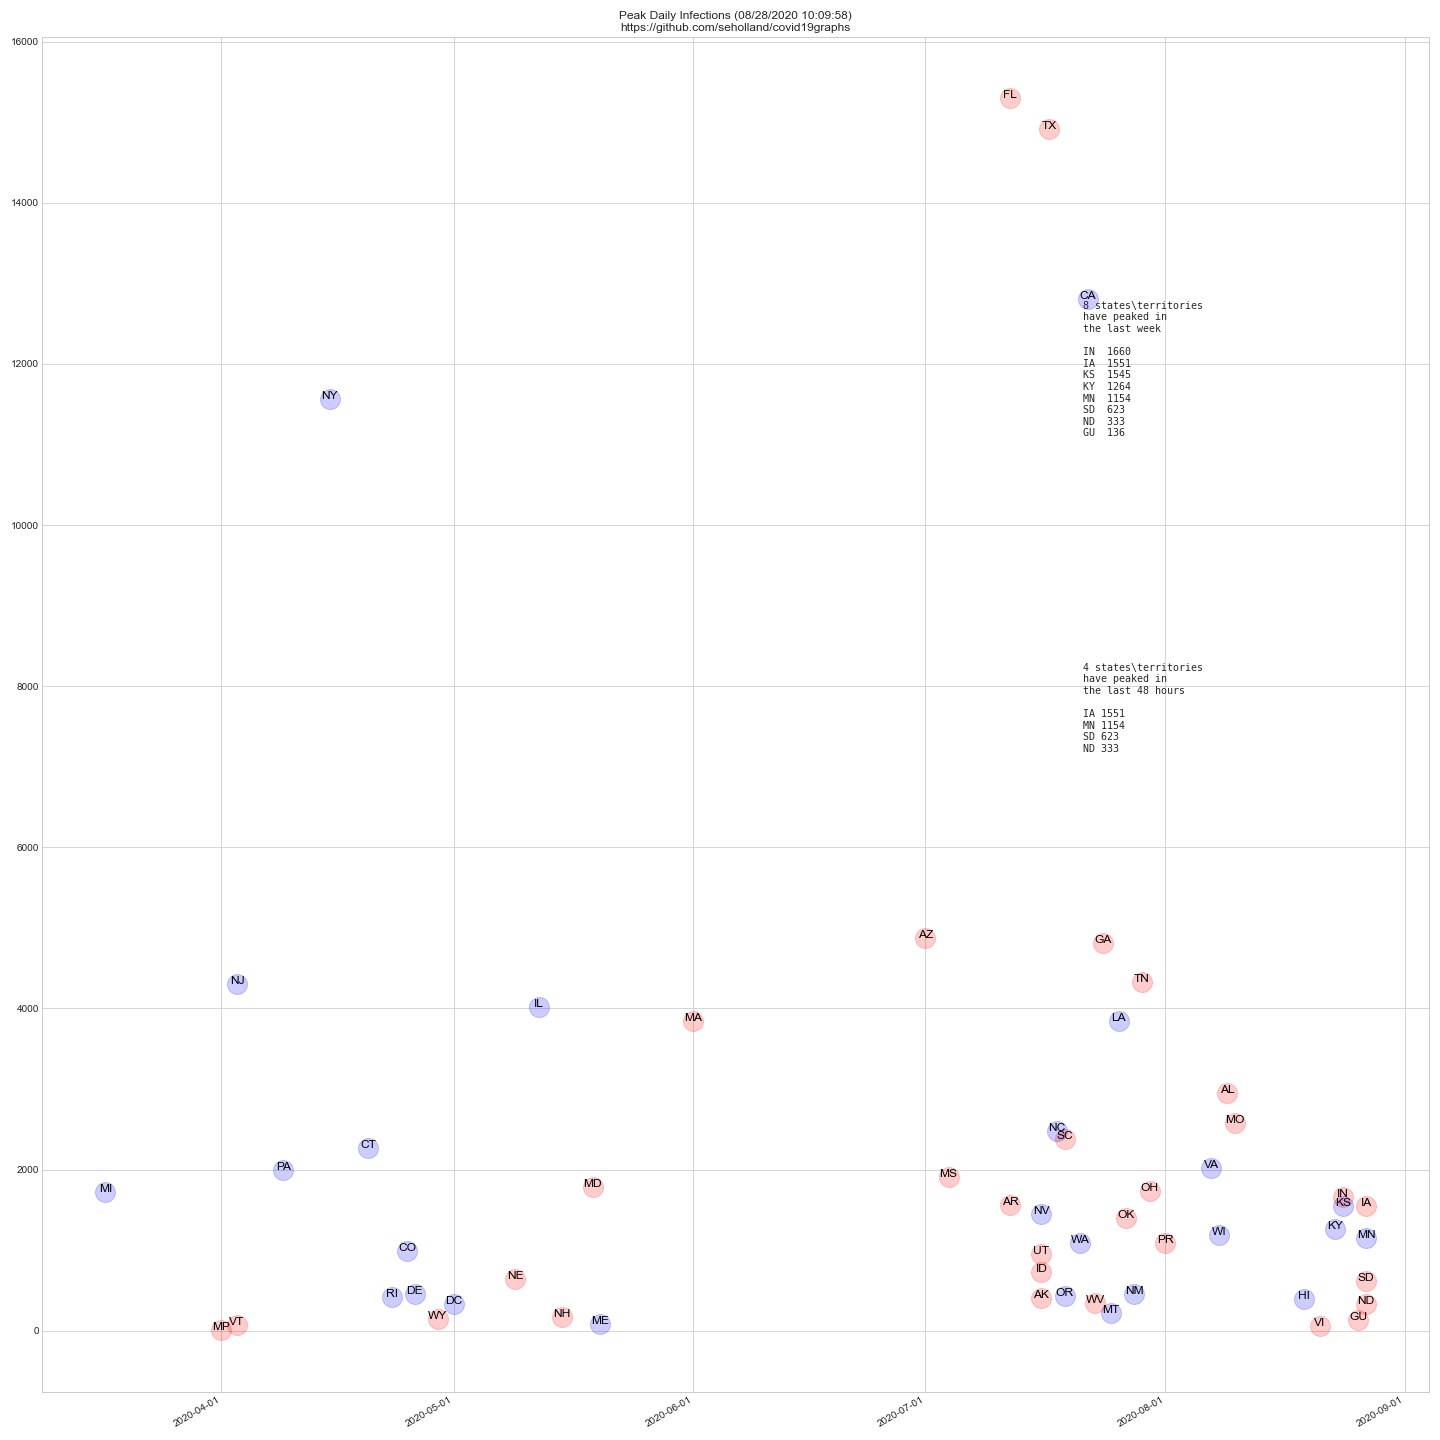 Peak Daily Infections (08/28/2020 10:09:58)
https://github.com/seholland/covid19graphs
16000
FL
TX
14000
CA
8 states\territories
have peaked in
the last week
12000
IN  1660
IA  1551
KS  1545
KY  1264
MN  1154
SD  623
ND  333
GU  136
NY
10000
4 states\territories
have peaked in
the last 48 hours
8000
IA 1551
MN 1154
SD 623
ND 333
6000
AZ
GA
NJ
TN
IL
4000
MA
LA
AL
MO
NC
SC
CT
2000
PA
VA
MS
MD
MI
OH
IN
KS
IA
AR
NV
OK
KY
WI
MN
WA
PR
CO
UT
ID
NE
SD
RI
DE
DC
AK
OR
WV
NM
MT
HI
ND
WY
NH
ME
GU
VI
MP
VT
0
2020-04-01
2020-05-01
2020-06-01
2020-07-01
2020-08-01
2020-09-01